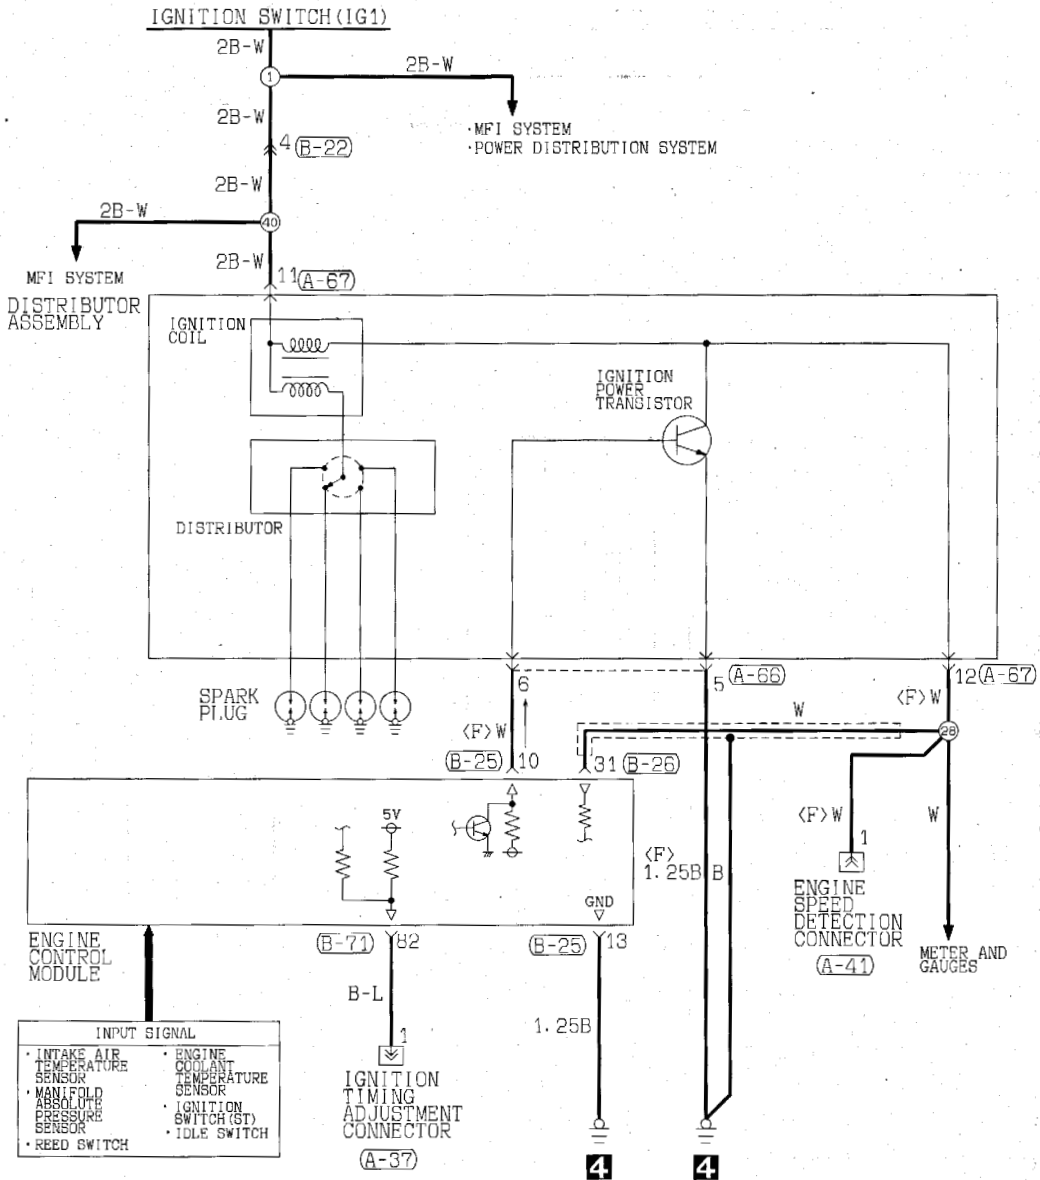 IGNITION SWITCH(IG1)
2B-W
2B-W
1
2B-W
4 (B-22)
·MFI SYSTEM
·POWER DISTRIBUTION SYSTEM
2B-W
2B-W
40
2B-W
MFI SYSTEM
11 (A-67)
DISTRIBUTOR
ASSEMBLY
IGNITION
COIL
IGNITION
POWER
TRANSISTOR
DISTRIBUTOR
SPARK
PLUG
6
5 (A-66)
12 (A-67)
<F>W
<F>W
W
28
(B-25) 10
31 (B-26)
5V
<F>
1.25B
B
<F>W
W
1
GND
ENGINE
SPEED
DETECTION
CONNECTOR
(A-41)
METER AND
GAUGES
ENGINE
CONTROL
MODULE
(B-71) 82
(B-25) 13
B-L
1.25B
1
INPUT SIGNAL
· INTAKE AIR
TEMPERATURE
SENSOR
· MANIFOLD
ABSOLUTE
PRESSURE
SENSOR
· REED SWITCH
· ENGINE
COOLANT
TEMPERATURE
SENSOR
· IGNITION
SWITCH(ST)
· IDLE SWITCH
IGNITION
TIMING
ADJUSTMENT
CONNECTOR
(A-37)
4
4